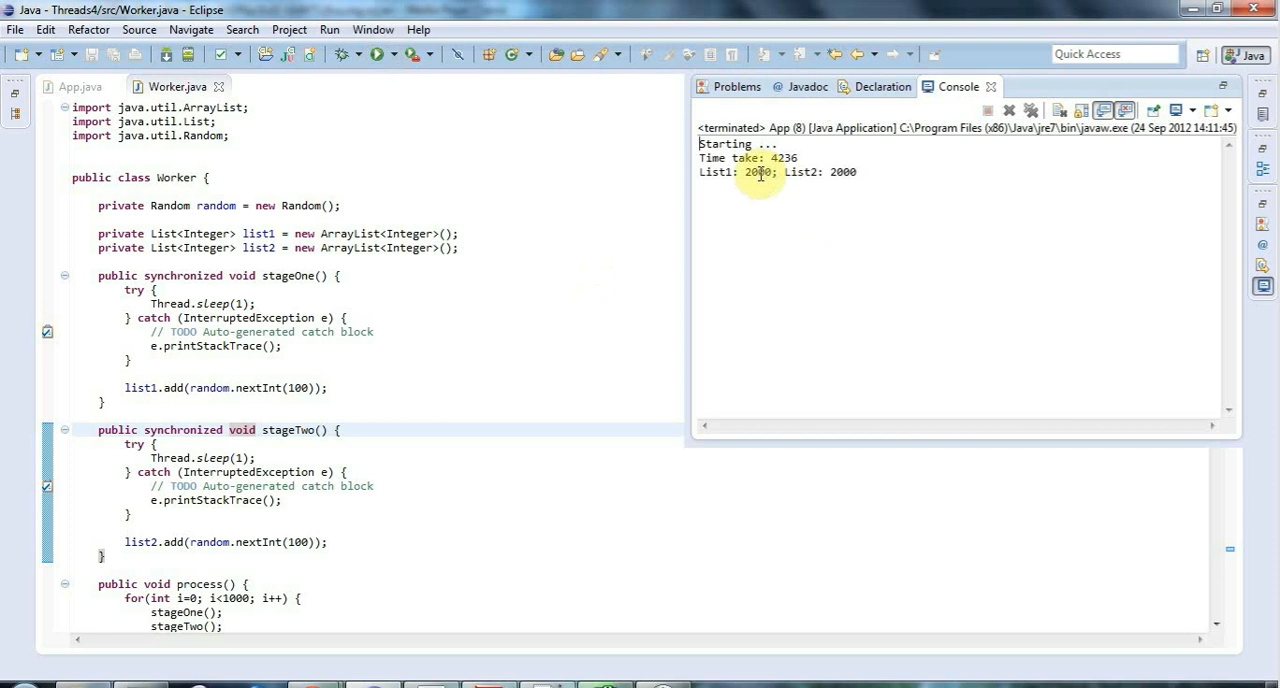 Java - Threads4/src/Worker.java - Eclipse
File Edit Refactor Source Navigate Search Project Run Window Help
Quick Access
Java
App.java
Worker.java
Problems
@ Javadoc
Declaration
Console
<terminated> App (8) [Java Application] C:\Program Files (x86)\Java\jre7\bin\javaw.exe (24 Sep 2012 14:11:45)
Starting ...
Time take: 4236
List1: 2000; List2: 2000
import java.util.ArrayList;
import java.util.List;
import java.util.Random;
public class Worker {
private Random random = new Random();
private List<Integer> list1 = new ArrayList<Integer>();
private List<Integer> list2 = new ArrayList<Integer>();
public synchronized void stageOne() {
try {
Thread.sleep(1);
} catch (InterruptedException e) {
// TODO Auto-generated catch block
e.printStackTrace();
}
list1.add(random.nextInt(100));
}
public synchronized void stageTwo() {
try {
Thread.sleep(1);
} catch (InterruptedException e) {
// TODO Auto-generated catch block
e.printStackTrace();
}
list2.add(random.nextInt(100));
}
public void process() {
for(int i=0; i<1000; i++) {
stageOne();
stageTwo();